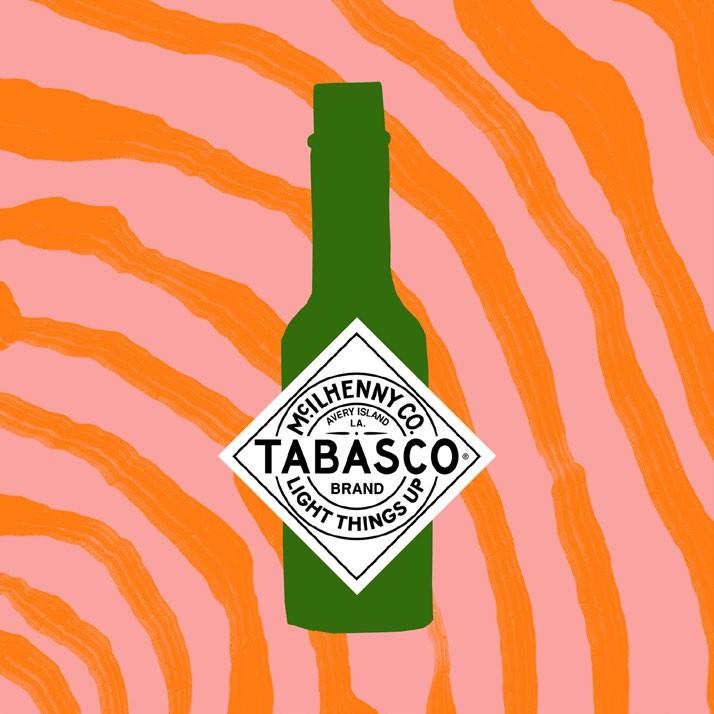 McILHENNY CO.
AVERY ISLAND
LA.
TABASCO®
BRAND
LIGHT THINGS UP